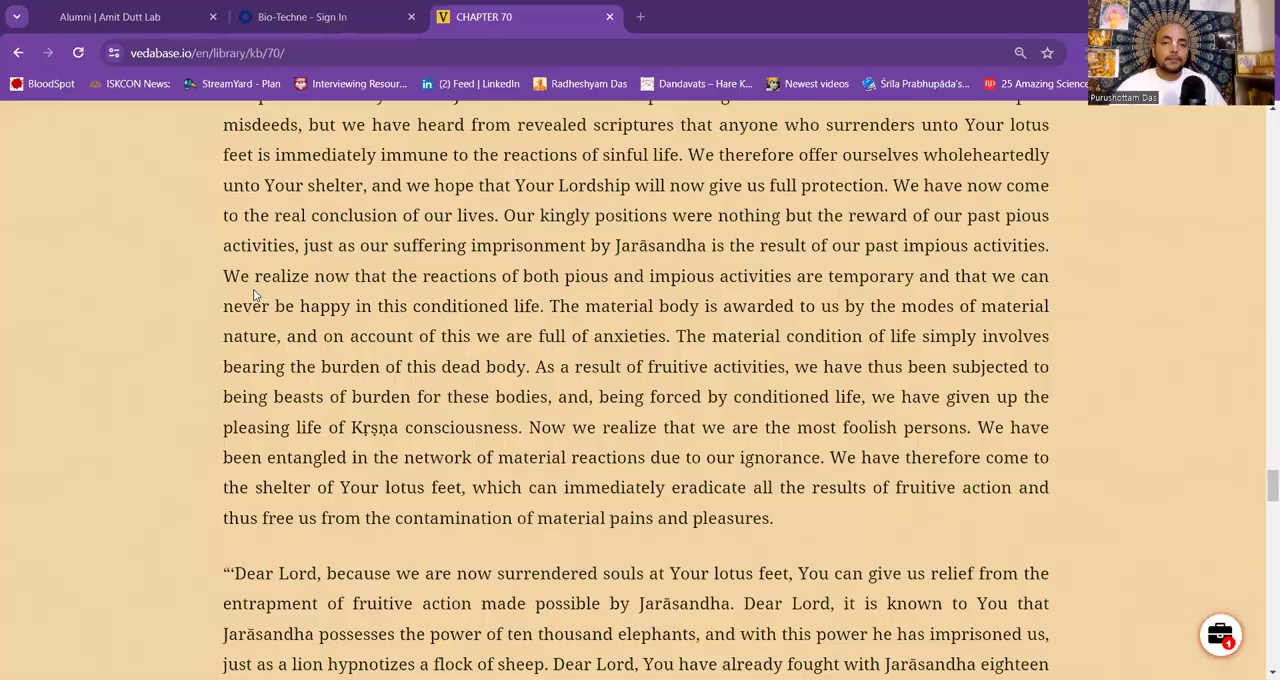 Alumni | Amit Dutt Lab
Bio-Techne - Sign In
V CHAPTER 70
vedabase.io/en/library/kb/70/
BloodSpot
ISKCON News:
StreamYard - Plan
Interviewing Resour...
(2) Feed | LinkedIn
Radheshyam Das
Dandavats – Hare K...
Newest videos
Śrīla Prabhupāda's...
25 Amazing Science
Purushottam Das
misdeeds, but we have heard from revealed scriptures that anyone who surrenders unto Your lotus
feet is immediately immune to the reactions of sinful life. We therefore offer ourselves wholeheartedly
unto Your shelter, and we hope that Your Lordship will now give us full protection. We have now come
to the real conclusion of our lives. Our kingly positions were nothing but the reward of our past pious
activities, just as our suffering imprisonment by Jarāsandha is the result of our past impious activities.
We realize now that the reactions of both pious and impious activities are temporary and that we can
never be happy in this conditioned life. The material body is awarded to us by the modes of material
nature, and on account of this we are full of anxieties. The material condition of life simply involves
bearing the burden of this dead body. As a result of fruitive activities, we have thus been subjected to
being beasts of burden for these bodies, and, being forced by conditioned life, we have given up the
pleasing life of Kṛṣṇa consciousness. Now we realize that we are the most foolish persons. We have
been entangled in the network of material reactions due to our ignorance. We have therefore come to
the shelter of Your lotus feet, which can immediately eradicate all the results of fruitive action and
thus free us from the contamination of material pains and pleasures.
“‘Dear Lord, because we are now surrendered souls at Your lotus feet, You can give us relief from the
entrapment of fruitive action made possible by Jarāsandha. Dear Lord, it is known to You that
Jarāsandha possesses the power of ten thousand elephants, and with this power he has imprisoned us,
just as a lion hypnotizes a flock of sheep. Dear Lord, You have already fought with Jarāsandha eighteen
1